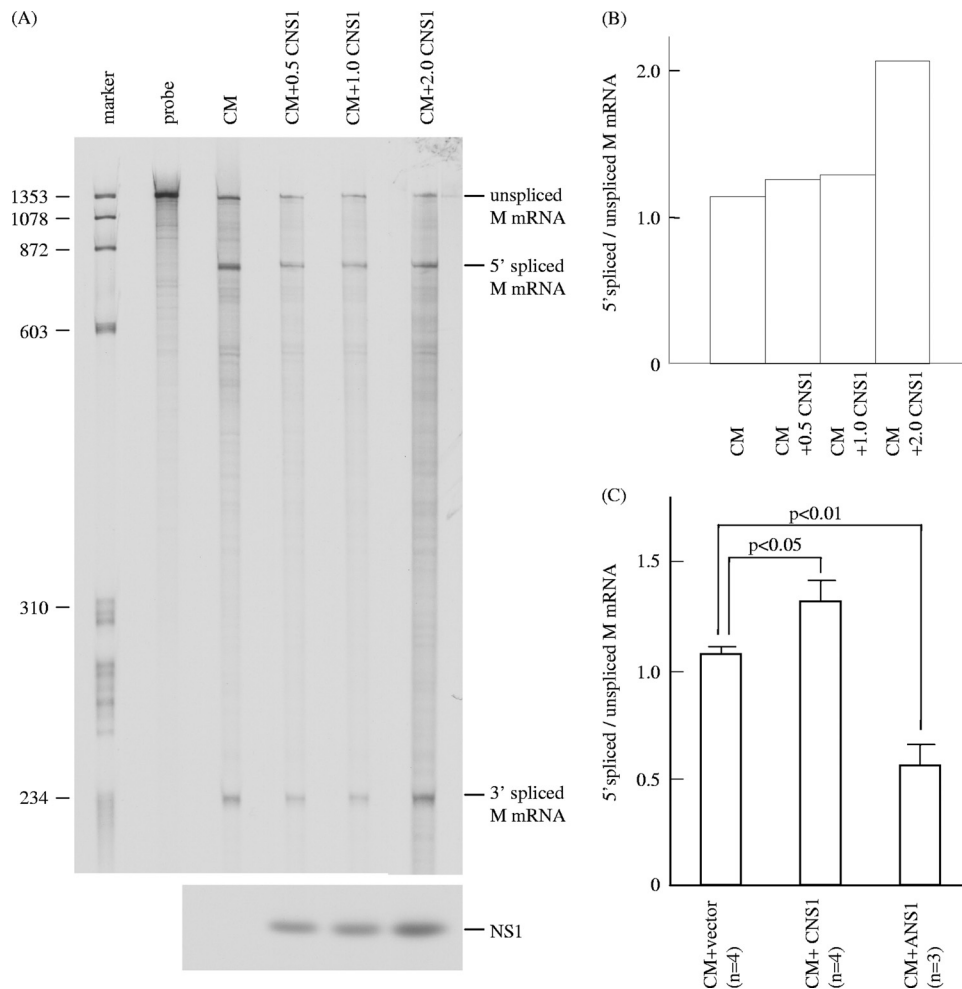 (A)
marker
probe
CM
CM+0.5 CNS1
CM+1.0 CNS1
CM+2.0 CNS1
1353
1078
872
603
310
234
unspliced
M mRNA
5' spliced
M mRNA
3' spliced
M mRNA
NS1
(B)
5' spliced / unspliced M mRNA
2.0
1.0
0
CM
CM
+0.5 CNS1
CM
+1.0 CNS1
CM
+2.0 CNS1
(C)
5' spliced / unspliced M mRNA
1.5
1.0
0.5
0
p<0.01
p<0.05
CM+vector
(n=4)
CM+ CNS1
(n=4)
CM+ANS1
(n=3)